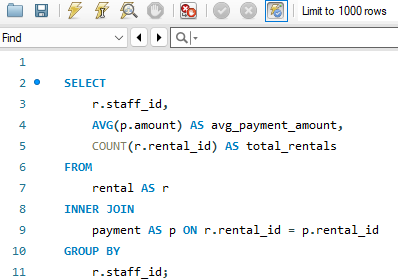 Limit to 1000 rows
Find
1
2 SELECT
3 r.staff_id,
4 AVG(p.amount) AS avg_payment_amount,
5 COUNT(r.rental_id) AS total_rentals
6 FROM
7 rental AS r
8 INNER JOIN
9 payment AS p ON r.rental_id = p.rental_id
10 GROUP BY
11 r.staff_id;